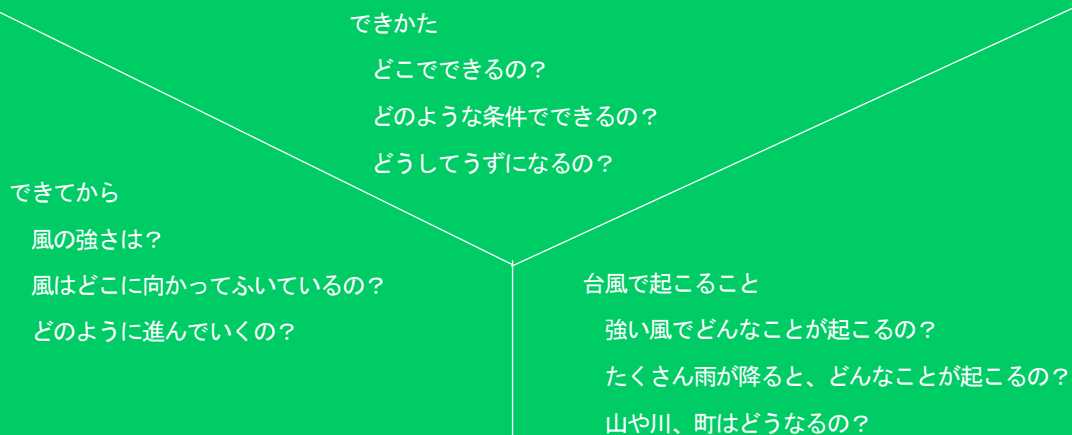 できかた
どこでできるの？
どのような条件でできるの？
どうしてうずになるの？
できてから
風の強さは？
風はどこに向かってふいているの？
どのように進んでいくの？
台風で起こること
強い風でどんなことが起こるの？
たくさん雨が降ると、どんなことが起こるの？
山や川、町はどうなるの？